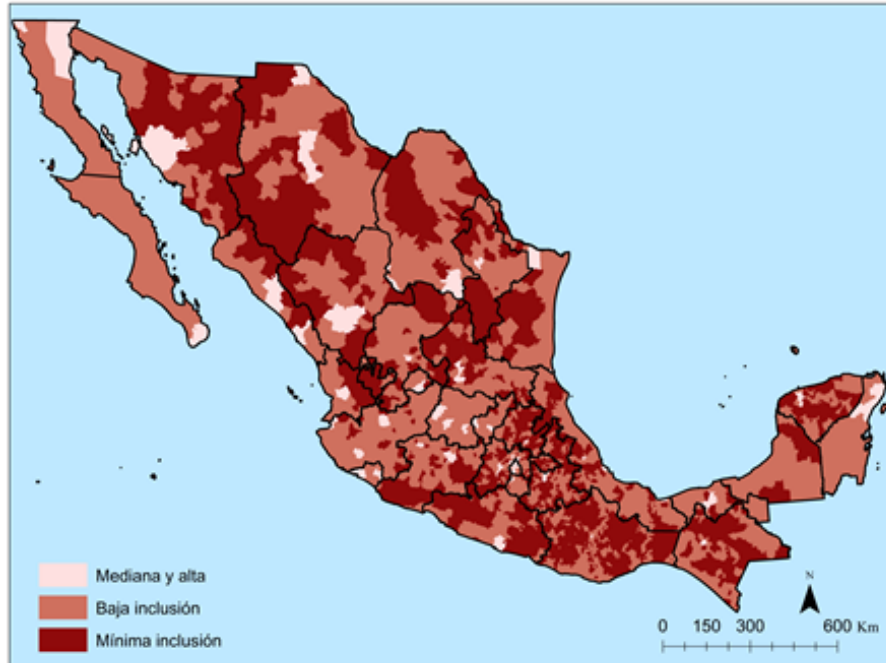 Mediana y alta
Baja inclusión
Mínima inclusión
N
0 150 300 600 Km